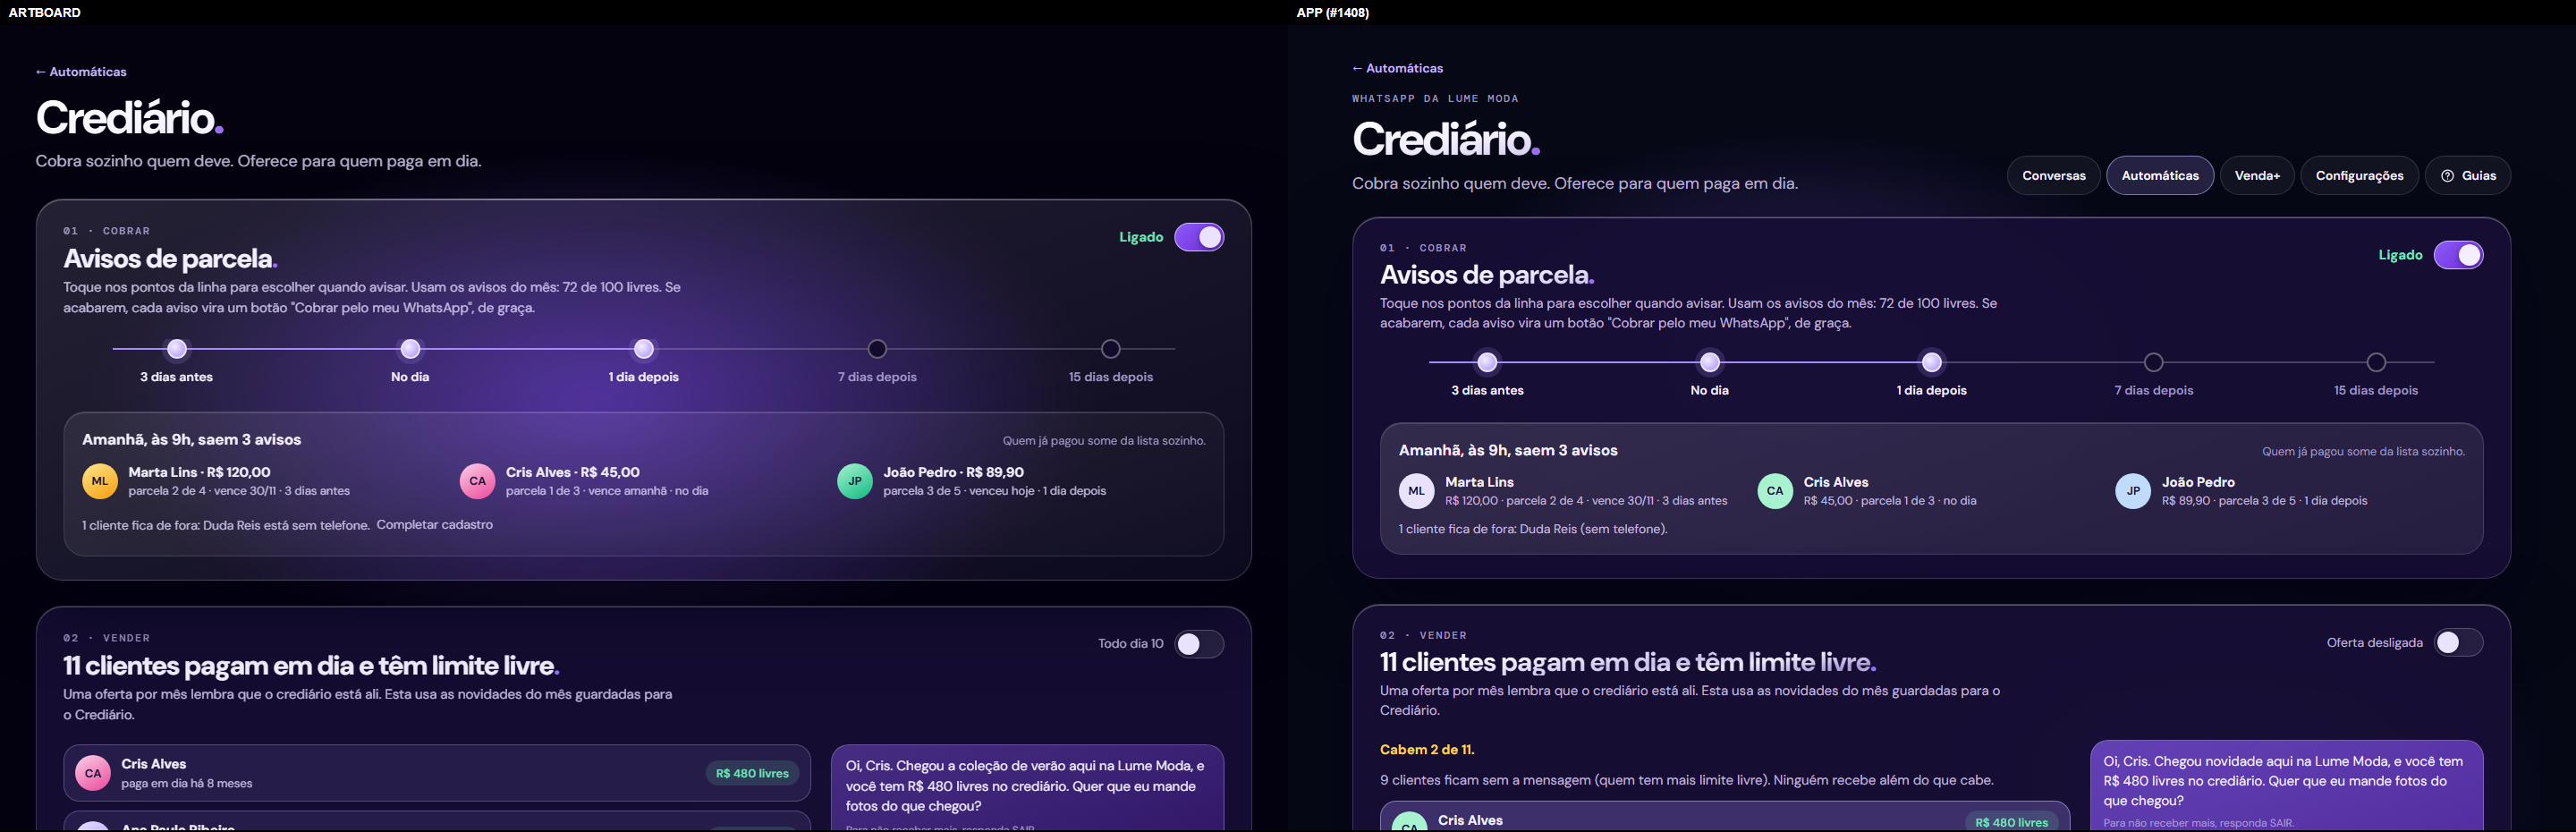 ARTBOARD
← Automáticas
Crediário.
Cobra sozinho quem deve. Oferece para quem paga em dia.
01 · COBRAR
Avisos de parcela.
Ligado
Toque nos pontos da linha para escolher quando avisar. Usam os avisos do mês: 72 de 100 livres. Se
acabarem, cada aviso vira um botão "Cobrar pelo meu WhatsApp", de graça.
3 dias antes
No dia
1 dia depois
7 dias depois
15 dias depois
Amanhã, às 9h, saem 3 avisos
Quem já pagou some da lista sozinho.
ML
Marta Lins · R$ 120,00
parcela 2 de 4 · vence 30/11 · 3 dias antes
CA
Cris Alves · R$ 45,00
parcela 1 de 3 · vence amanhã · no dia
JP
João Pedro · R$ 89,90
parcela 3 de 5 · venceu hoje · 1 dia depois
1 cliente fica de fora: Duda Reis está sem telefone. Completar cadastro
02 · VENDER
11 clientes pagam em dia e têm limite livre.
Todo dia 10
Uma oferta por mês lembra que o crediário está ali. Esta usa as novidades do mês guardadas para
o Crediário.
CA
Cris Alves
paga em dia há 8 meses
R$ 480 livres
Ana Paula Ribeiro
Oi, Cris. Chegou a coleção de verão aqui na Lume Moda, e
você tem R$ 480 livres no crediário. Quer que eu mande
fotos do que chegou?
Para não receber mais, responda SAIR.
APP (#1408)
← Automáticas
WHATSAPP DA LUME MODA
Crediário.
Cobra sozinho quem deve. Oferece para quem paga em dia.
Conversas
Automáticas
Venda+
Configurações
Guias
01 · COBRAR
Avisos de parcela.
Ligado
Toque nos pontos da linha para escolher quando avisar. Usam os avisos do mês: 72 de 100 livres. Se
acabarem, cada aviso vira um botão "Cobrar pelo meu WhatsApp", de graça.
3 dias antes
No dia
1 dia depois
7 dias depois
15 dias depois
Amanhã, às 9h, saem 3 avisos
Quem já pagou some da lista sozinho.
ML
Marta Lins
R$ 120,00 · parcela 2 de 4 · vence 30/11 · 3 dias antes
CA
Cris Alves
R$ 45,00 · parcela 1 de 3 · no dia
JP
João Pedro
R$ 89,90 · parcela 3 de 5 · 1 dia depois
1 cliente fica de fora: Duda Reis (sem telefone).
02 · VENDER
11 clientes pagam em dia e têm limite livre.
Oferta desligada
Uma oferta por mês lembra que o crediário está ali. Esta usa as novidades do mês guardadas para o
Crediário.
Cabem 2 de 11.
9 clientes ficam sem a mensagem (quem tem mais limite livre). Ninguém recebe além do que cabe.
CA
Cris Alves
R$ 480 livres
Oi, Cris. Chegou novidade aqui na Lume Moda, e você tem
R$ 480 livres no crediário. Quer que eu mande fotos do
que chegou?
Para não receber mais, responda SAIR.